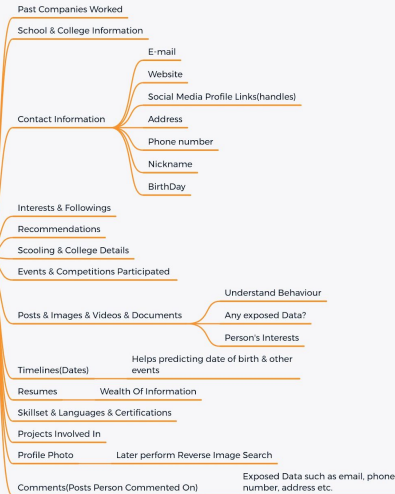 Past Companies Worked
School & College Information
E-mail
Website
Social Media Profile Links(handles)
Contact Information
Address
Phone number
Nickname
BirthDay
Interests & Followings
Recommendations
Scooling & College Details
Events & Competitions Participated
Understand Behaviour
Posts & Images & Videos & Documents
Any exposed Data?
Person's Interests
Timelines(Dates)
Helps predicting date of birth & other
events
Resumes
Wealth Of Information
Skillset & Languages & Certifications
Projects Involved In
Profile Photo
Later perform Reverse Image Search
Comments(Posts Person Commented On)
Exposed Data such as email, phone
number, address etc.